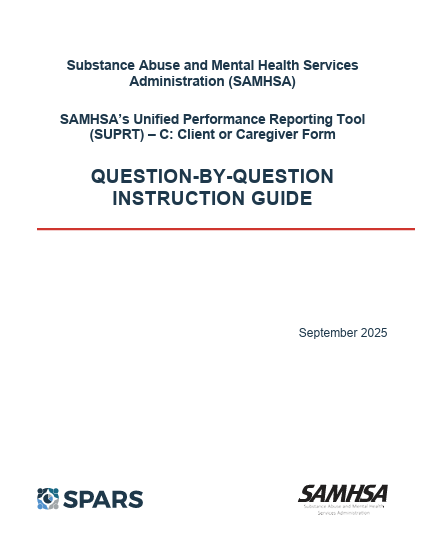 Substance Abuse and Mental Health Services
Administration (SAMHSA)
SAMHSA’s Unified Performance Reporting Tool
(SUPRT) – C: Client or Caregiver Form
QUESTION-BY-QUESTION
INSTRUCTION GUIDE
September 2025
SPARS
SAMHSA
Substance Abuse and Mental Health
Services Administration